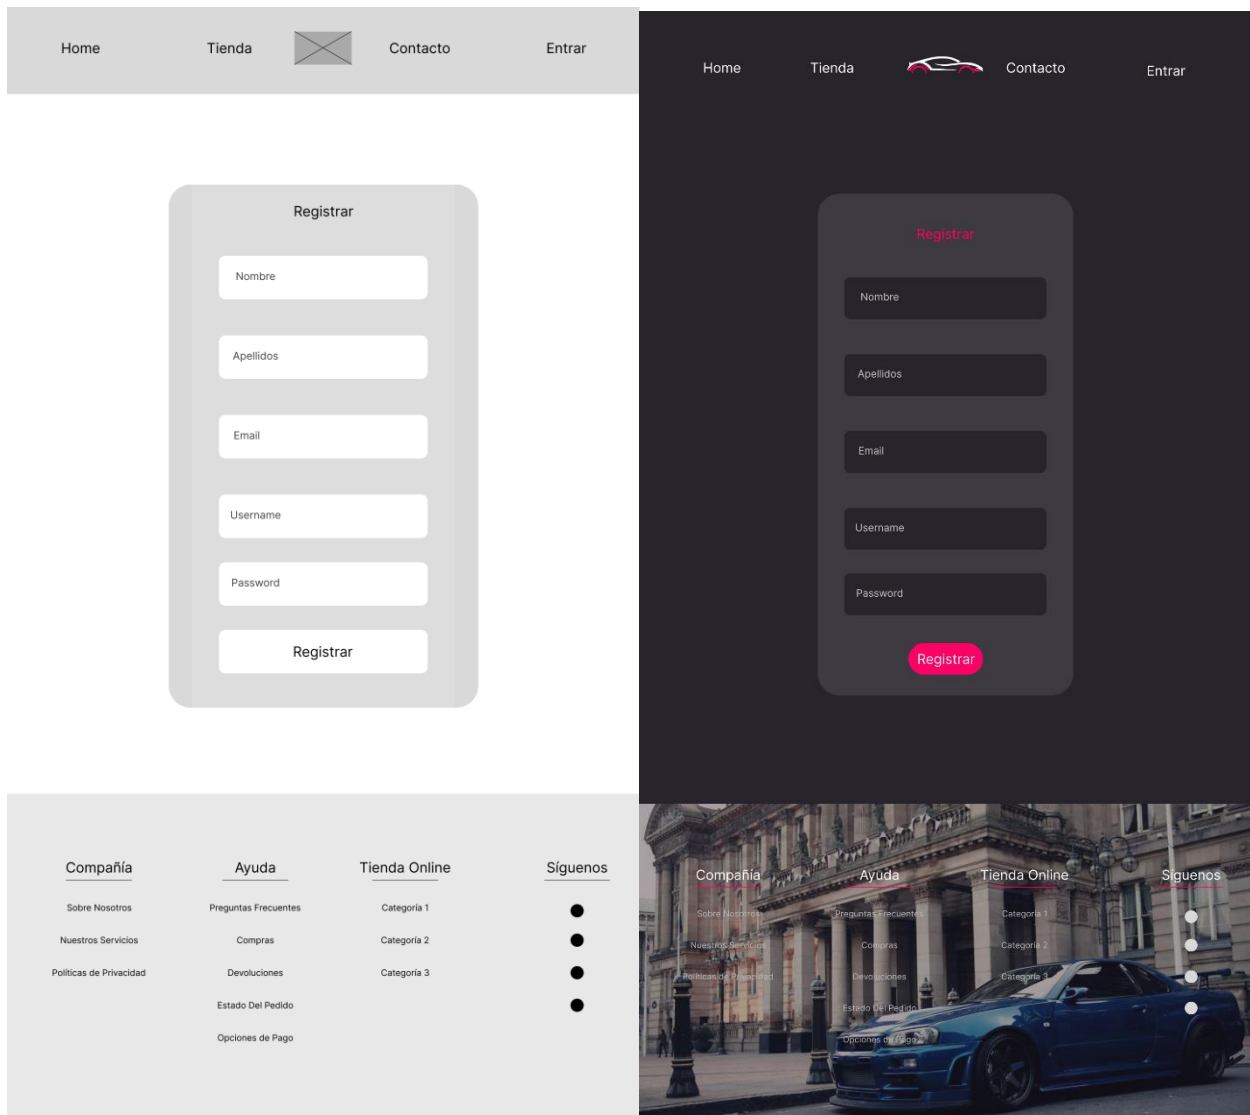 Home Tienda Contacto Entrar
Registrar
Nombre
Apellidos
Email
Username
Password
Registrar
Compañía Ayuda Tienda Online Síguenos
Sobre Nosotros Preguntas Frecuentes Categoría 1
Nuestros Servicios Compras Categoría 2
Políticas de Privacidad Devoluciones Categoría 3
Estado Del Pedido
Opciones de Pago
Home Tienda Contacto Entrar
Registrar
Nombre
Apellidos
Email
Username
Password
Registrar
Compañía Ayuda Tienda Online Síguenos
Sobre Nosotros Preguntas Frecuentes Categoría 1
Nuestros Servicios Compras Categoría 2
Políticas de Privacidad Devoluciones Categoría 3
Estado Del Pedido
Opciones de Pago